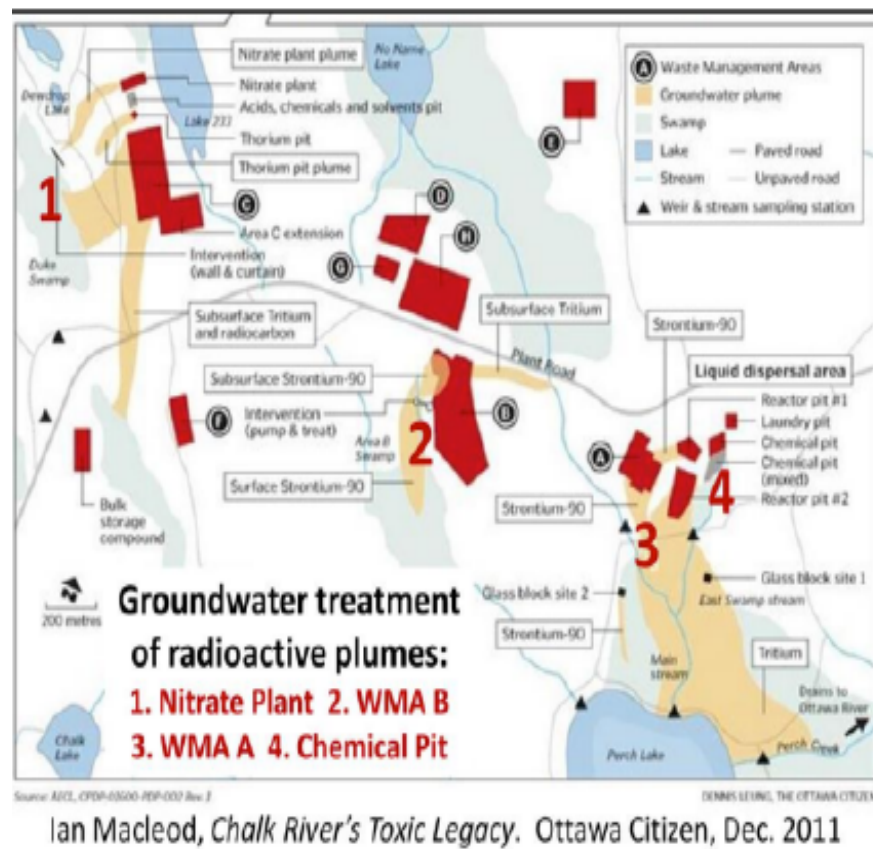 Nitrate plant plume
Nitrate plant
Acids, chemicals and solvents pit
Thorium pit
Thorium pit plume
C
Area C extension
Intervention
(wall & curtain)
Subsurface Tritium
and radiocarbon
Dewdrop
Lake
Lake 233
1
Duke
Swamp
No Name
Lake
E
D
H
G
A Waste Management Areas
Groundwater plume
Swamp
Lake
Paved road
Stream
Unpaved road
Weir & stream sampling station
Subsurface Tritium
Plant Road
Subsurface Strontium-90
Intervention
(pump & treat)
B
2
Area B
Swamp
Surface Strontium-90
F
Bulk
storage
compound
Strontium-90
Liquid dispersal area
Reactor pit #1
Laundry pit
Chemical pit
Chemical pit
(mixed)
Reactor pit #2
A
4
Strontium-90
3
Glass block site 1
East Swamp stream
Glass block site 2
Strontium-90
Main
stream
Tritium
Drains to
Ottawa River
Perch Creek
Perch Lake
200 metres
Chalk
Lake
Groundwater treatment
of radioactive plumes:
1. Nitrate Plant 2. WMA B
3. WMA A 4. Chemical Pit
Source: AECL,
DENNIS LEUNG, THE OTTAWA CITIZEN
Ian Macleod, Chalk River's Toxic Legacy. Ottawa Citizen, Dec. 2011